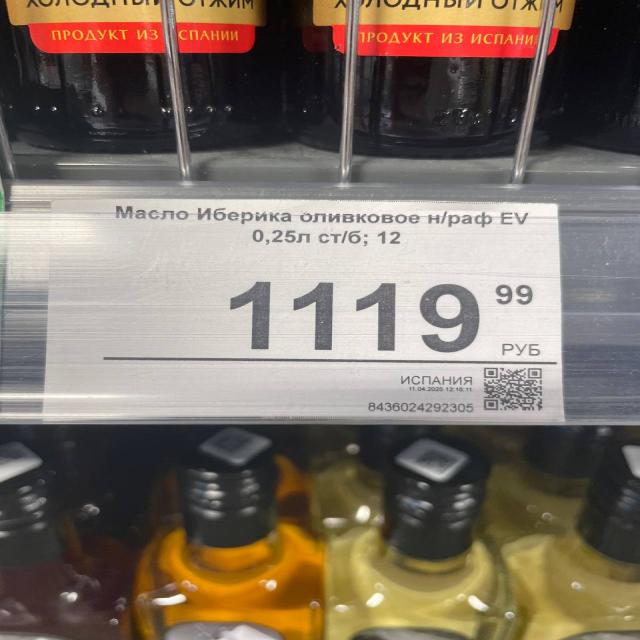 ХОЛОДНЫЙ ОТЖИМ
ХОЛОДНЫЙ ОТЖИМ
ПРОДУКТ ИЗ ИСПАНИИ
ПРОДУКТ ИЗ ИСПАНИИ
Масло Иберика оливковое н/раф EV
0,25л ст/б; 12
1119 99
РУБ
ИСПАНИЯ
11.04.2025 12:16:11
8436024292305